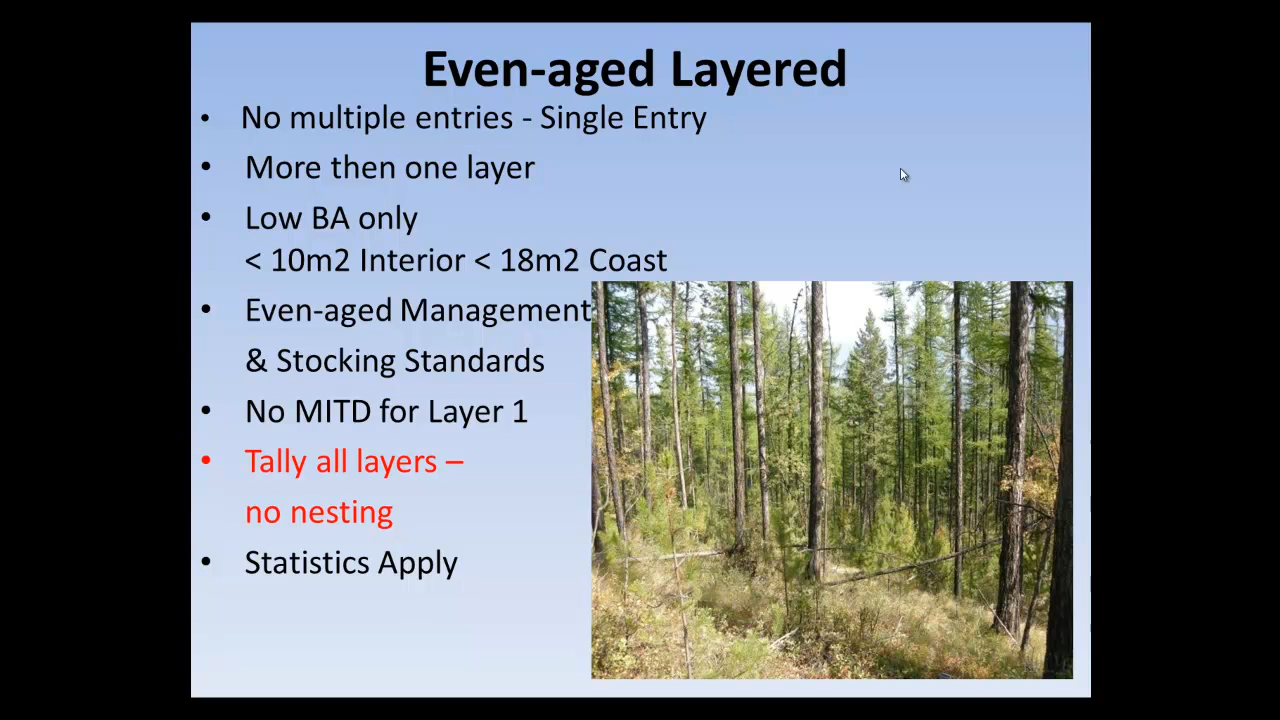 Even-aged Layered
• No multiple entries - Single Entry
• More then one layer
• Low BA only
< 10m2 Interior < 18m2 Coast
• Even-aged Management
& Stocking Standards
• No MITD for Layer 1
• Tally all layers –
no nesting
• Statistics Apply